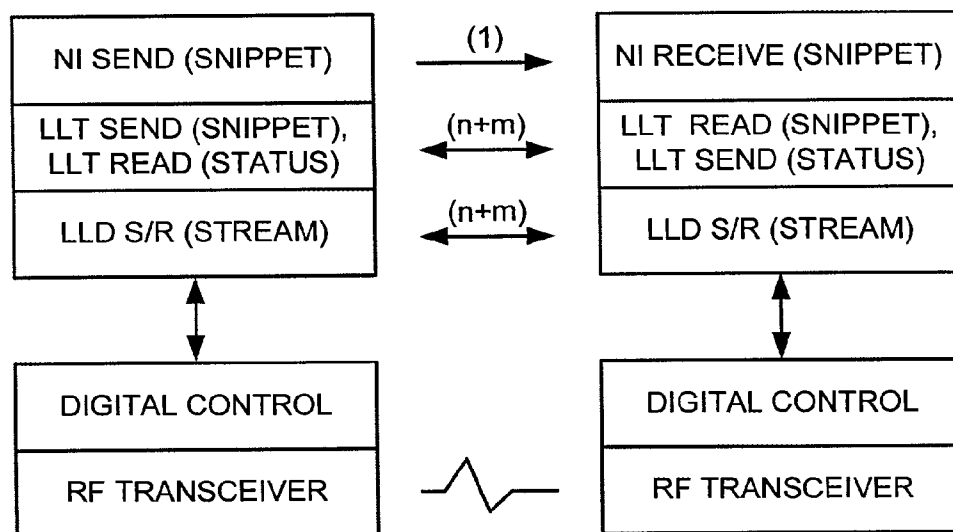 NI SEND (SNIPPET)
(1)
NI RECEIVE (SNIPPET)
LLT SEND (SNIPPET),
LLT READ (STATUS)
(n+m)
LLT READ (SNIPPET),
LLT SEND (STATUS)
LLD S/R (STREAM)
(n+m)
LLD S/R (STREAM)
DIGITAL CONTROL
DIGITAL CONTROL
RF TRANSCEIVER
RF TRANSCEIVER